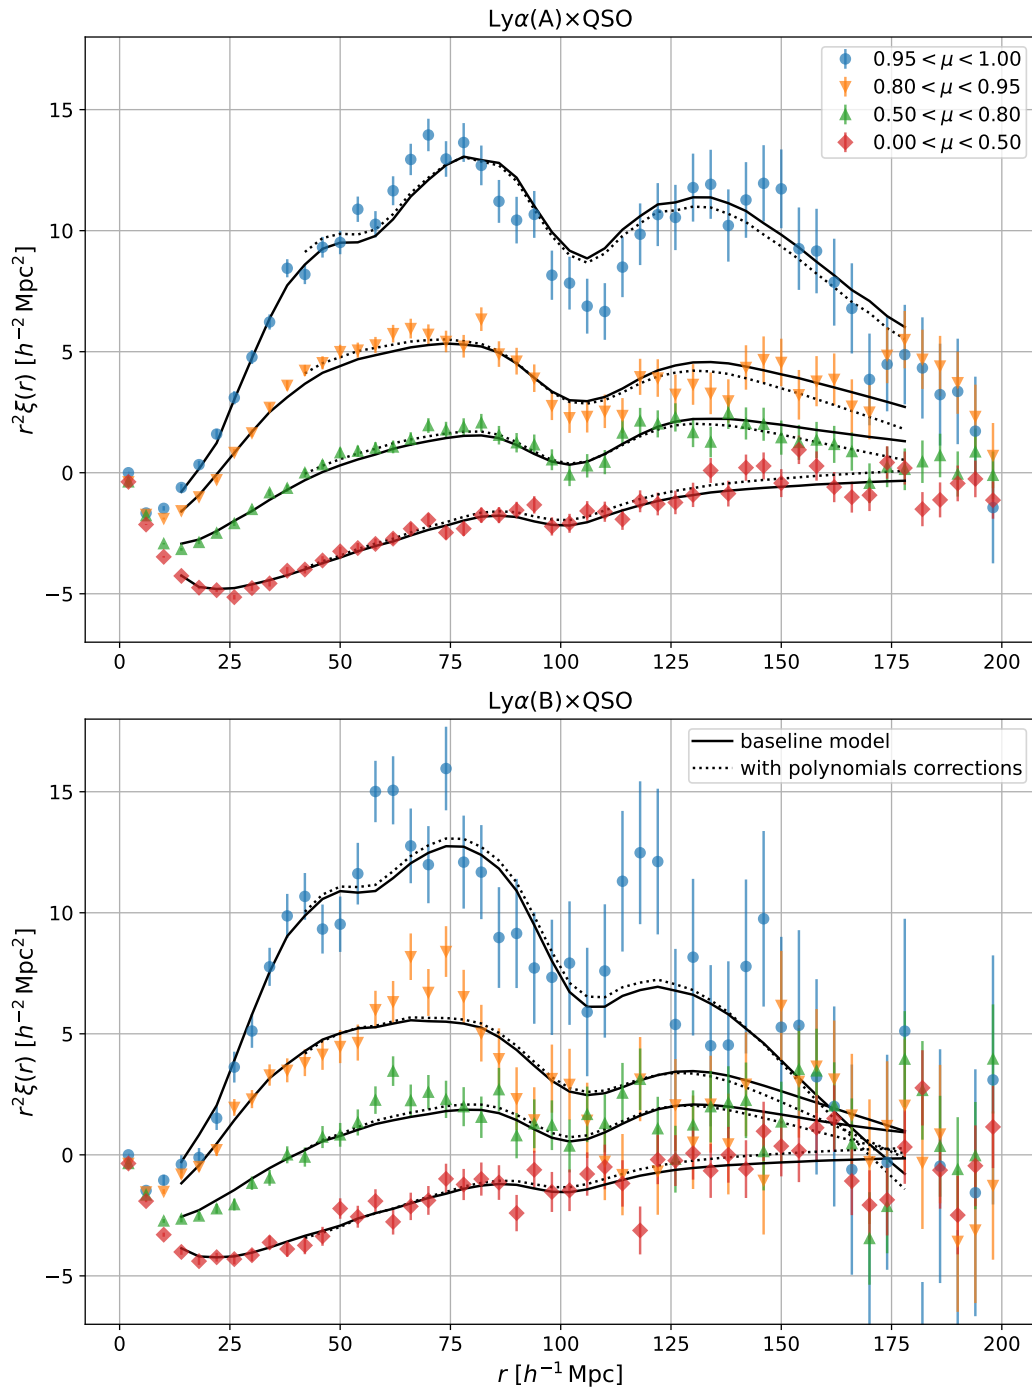 Lyα(A)×QSO
0.95 < μ < 1.00
0.80 < μ < 0.95
0.50 < μ < 0.80
0.00 < μ < 0.50
15
10
5
0
−5
r²ξ(r) [h⁻² Mpc²]
0 25 50 75 100 125 150 175 200
Lyα(B)×QSO
baseline model
with polynomials corrections
15
10
5
0
−5
r²ξ(r) [h⁻² Mpc²]
0 25 50 75 100 125 150 175 200
r [h⁻¹ Mpc]